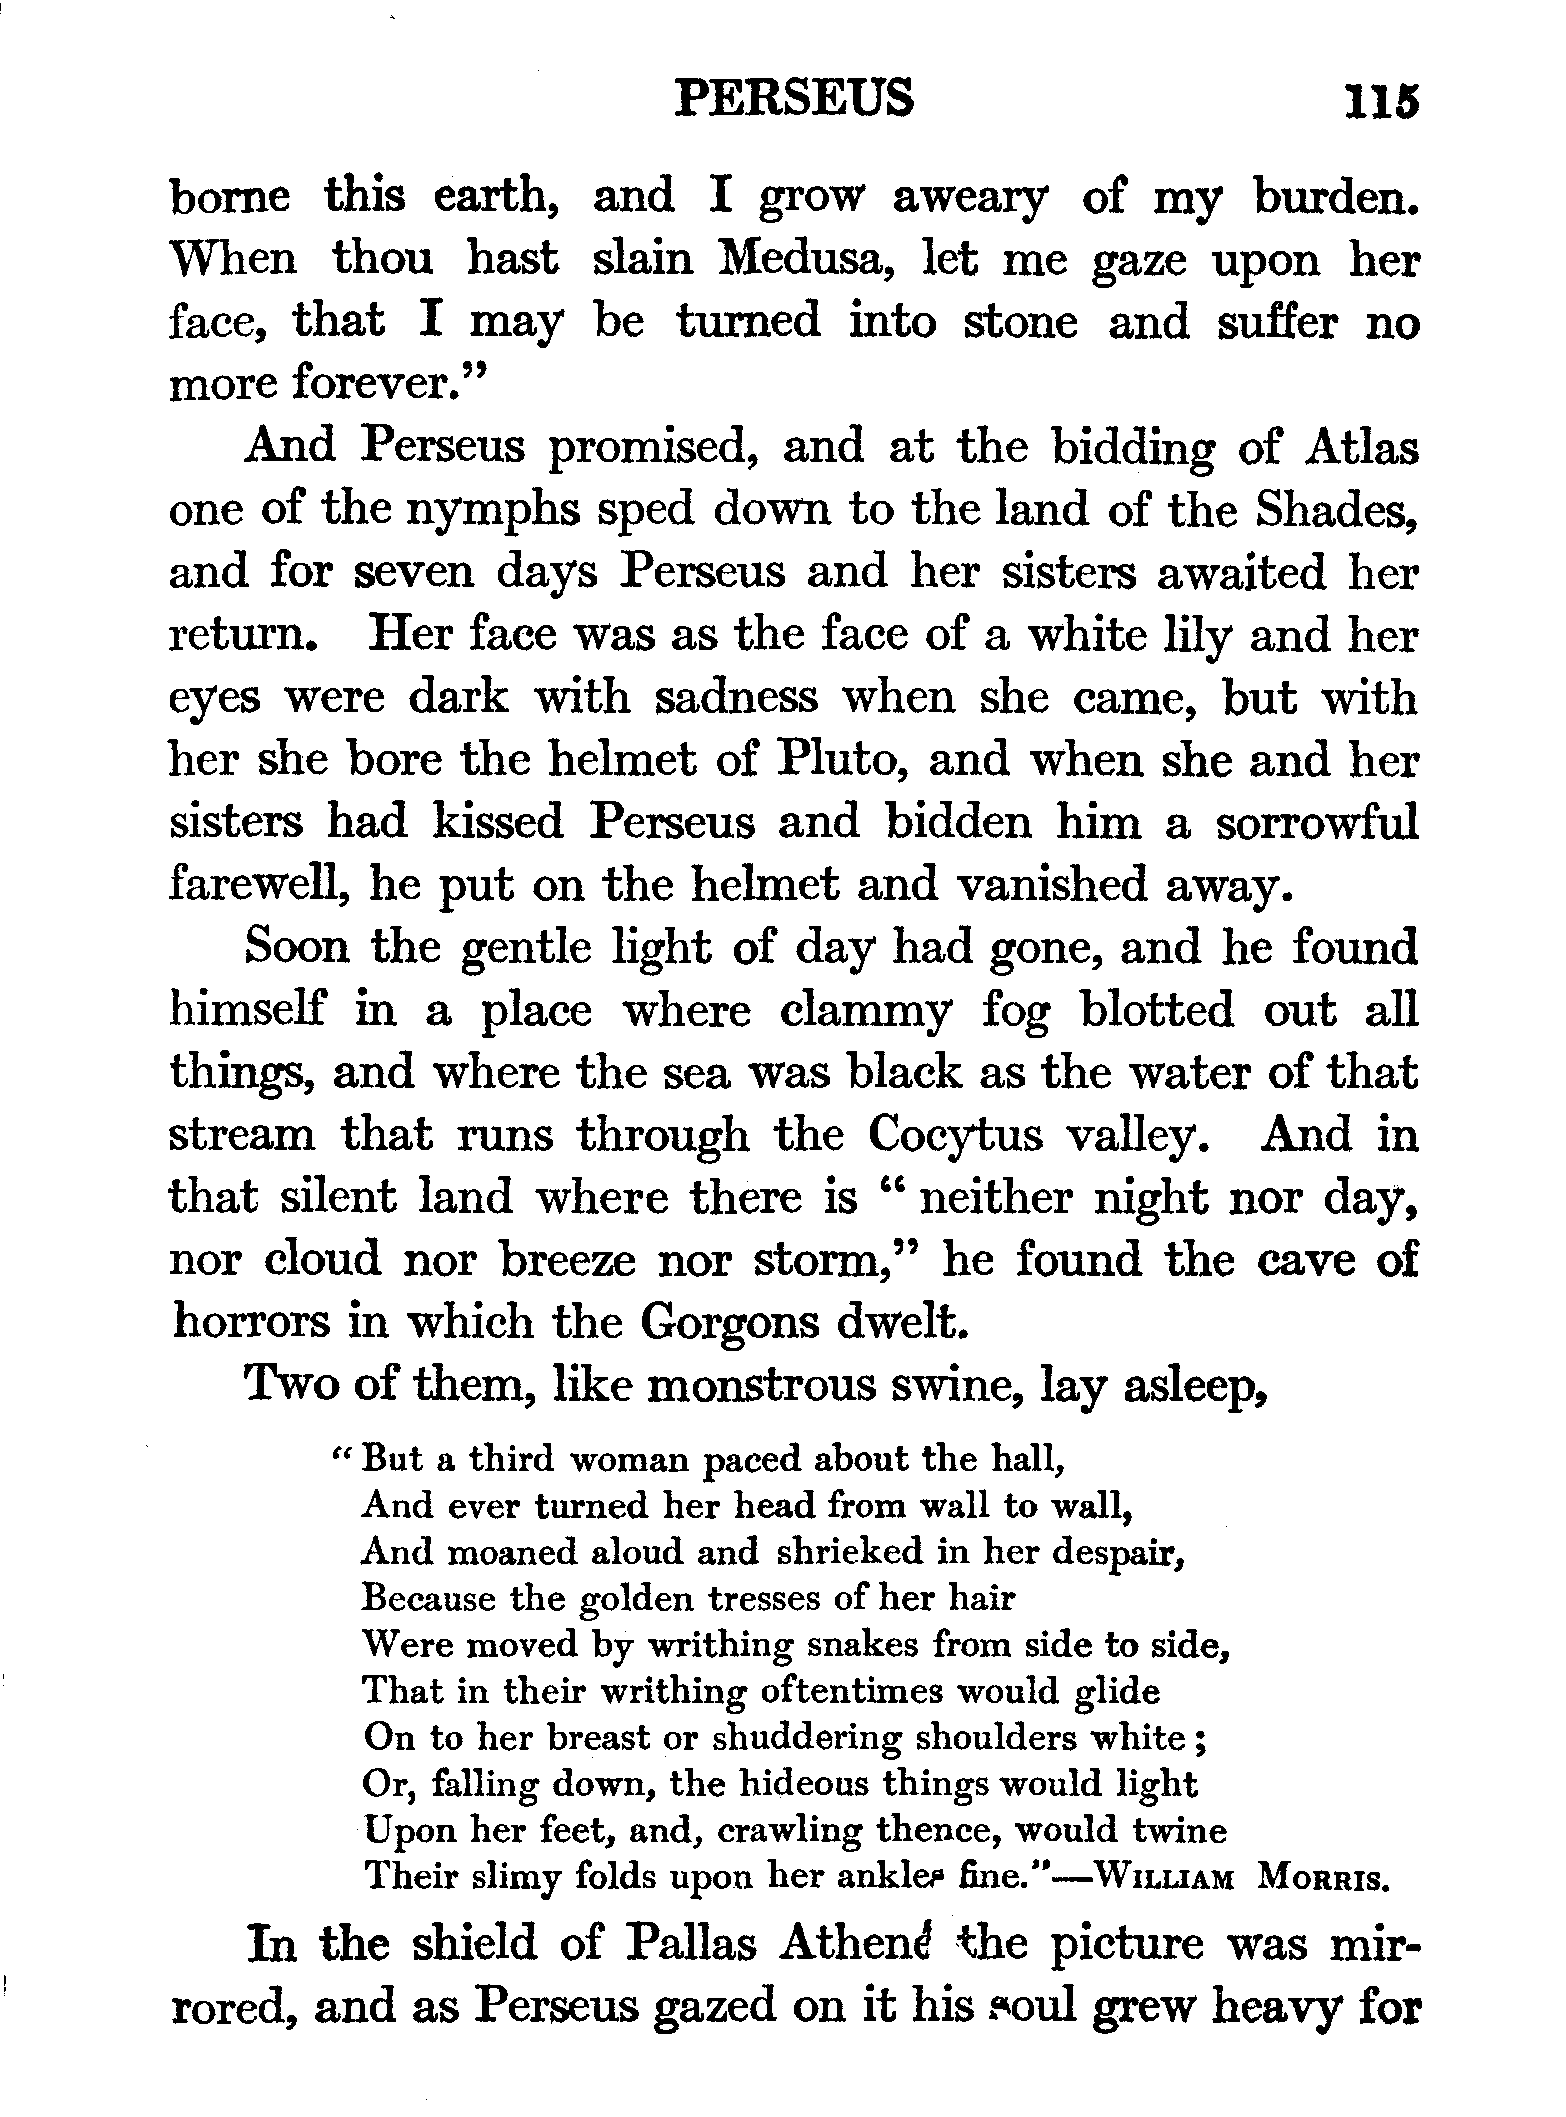 PERSEUS 115
borne this earth, and I grow aweary of my burden.
When thou hast slain Medusa, let me gaze upon her
face, that I may be turned into stone and suffer no
more forever.”
And Perseus promised, and at the bidding of Atlas
one of the nymphs sped down to the land of the Shades,
and for seven days Perseus and her sisters awaited her
return. Her face was as the face of a white lily and her
eyes were dark with sadness when she came, but with
her she bore the helmet of Pluto, and when she and her
sisters had kissed Perseus and bidden him a sorrowful
farewell, he put on the helmet and vanished away.
Soon the gentle light of day had gone, and he found
himself in a place where clammy fog blotted out all
things, and where the sea was black as the water of that
stream that runs through the Cocytus valley. And in
that silent land where there is “ neither night nor day,
nor cloud nor breeze nor storm,” he found the cave of
horrors in which the Gorgons dwelt.
Two of them, like monstrous swine, lay asleep,
“ But a third woman paced about the hall,
And ever turned her head from wall to wall,
And moaned aloud and shrieked in her despair,
Because the golden tresses of her hair
Were moved by writhing snakes from side to side,
That in their writhing oftentimes would glide
On to her breast or shuddering shoulders white ;
Or, falling down, the hideous things would light
Upon her feet, and, crawling thence, would twine
Their slimy folds upon her ankles fine.”—WILLIAM MORRIS.
In the shield of Pallas Athené the picture was mir-
rored, and as Perseus gazed on it his soul grew heavy for